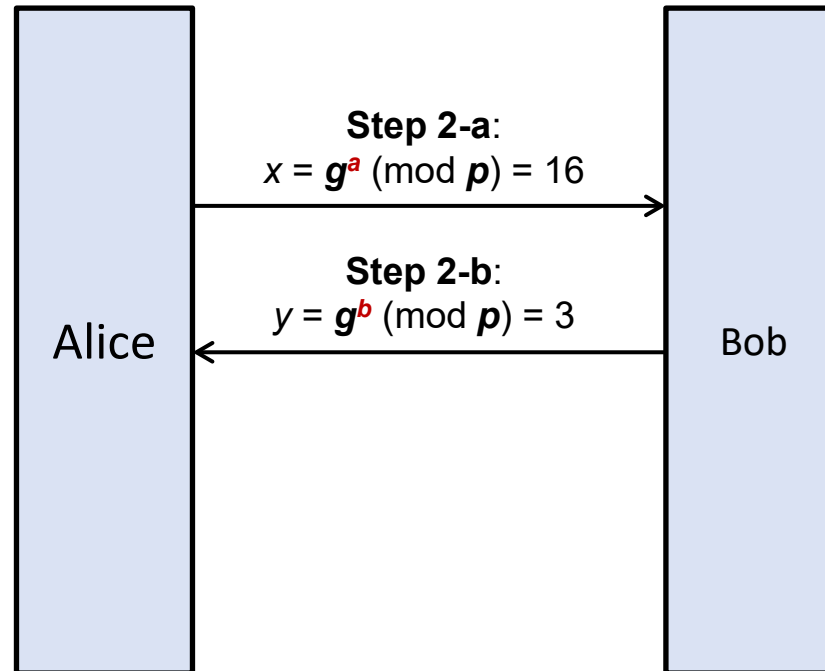 Step 2-a:
x = gᵃ (mod p) = 16
Step 2-b:
y = gᵇ (mod p) = 3
Alice
Bob